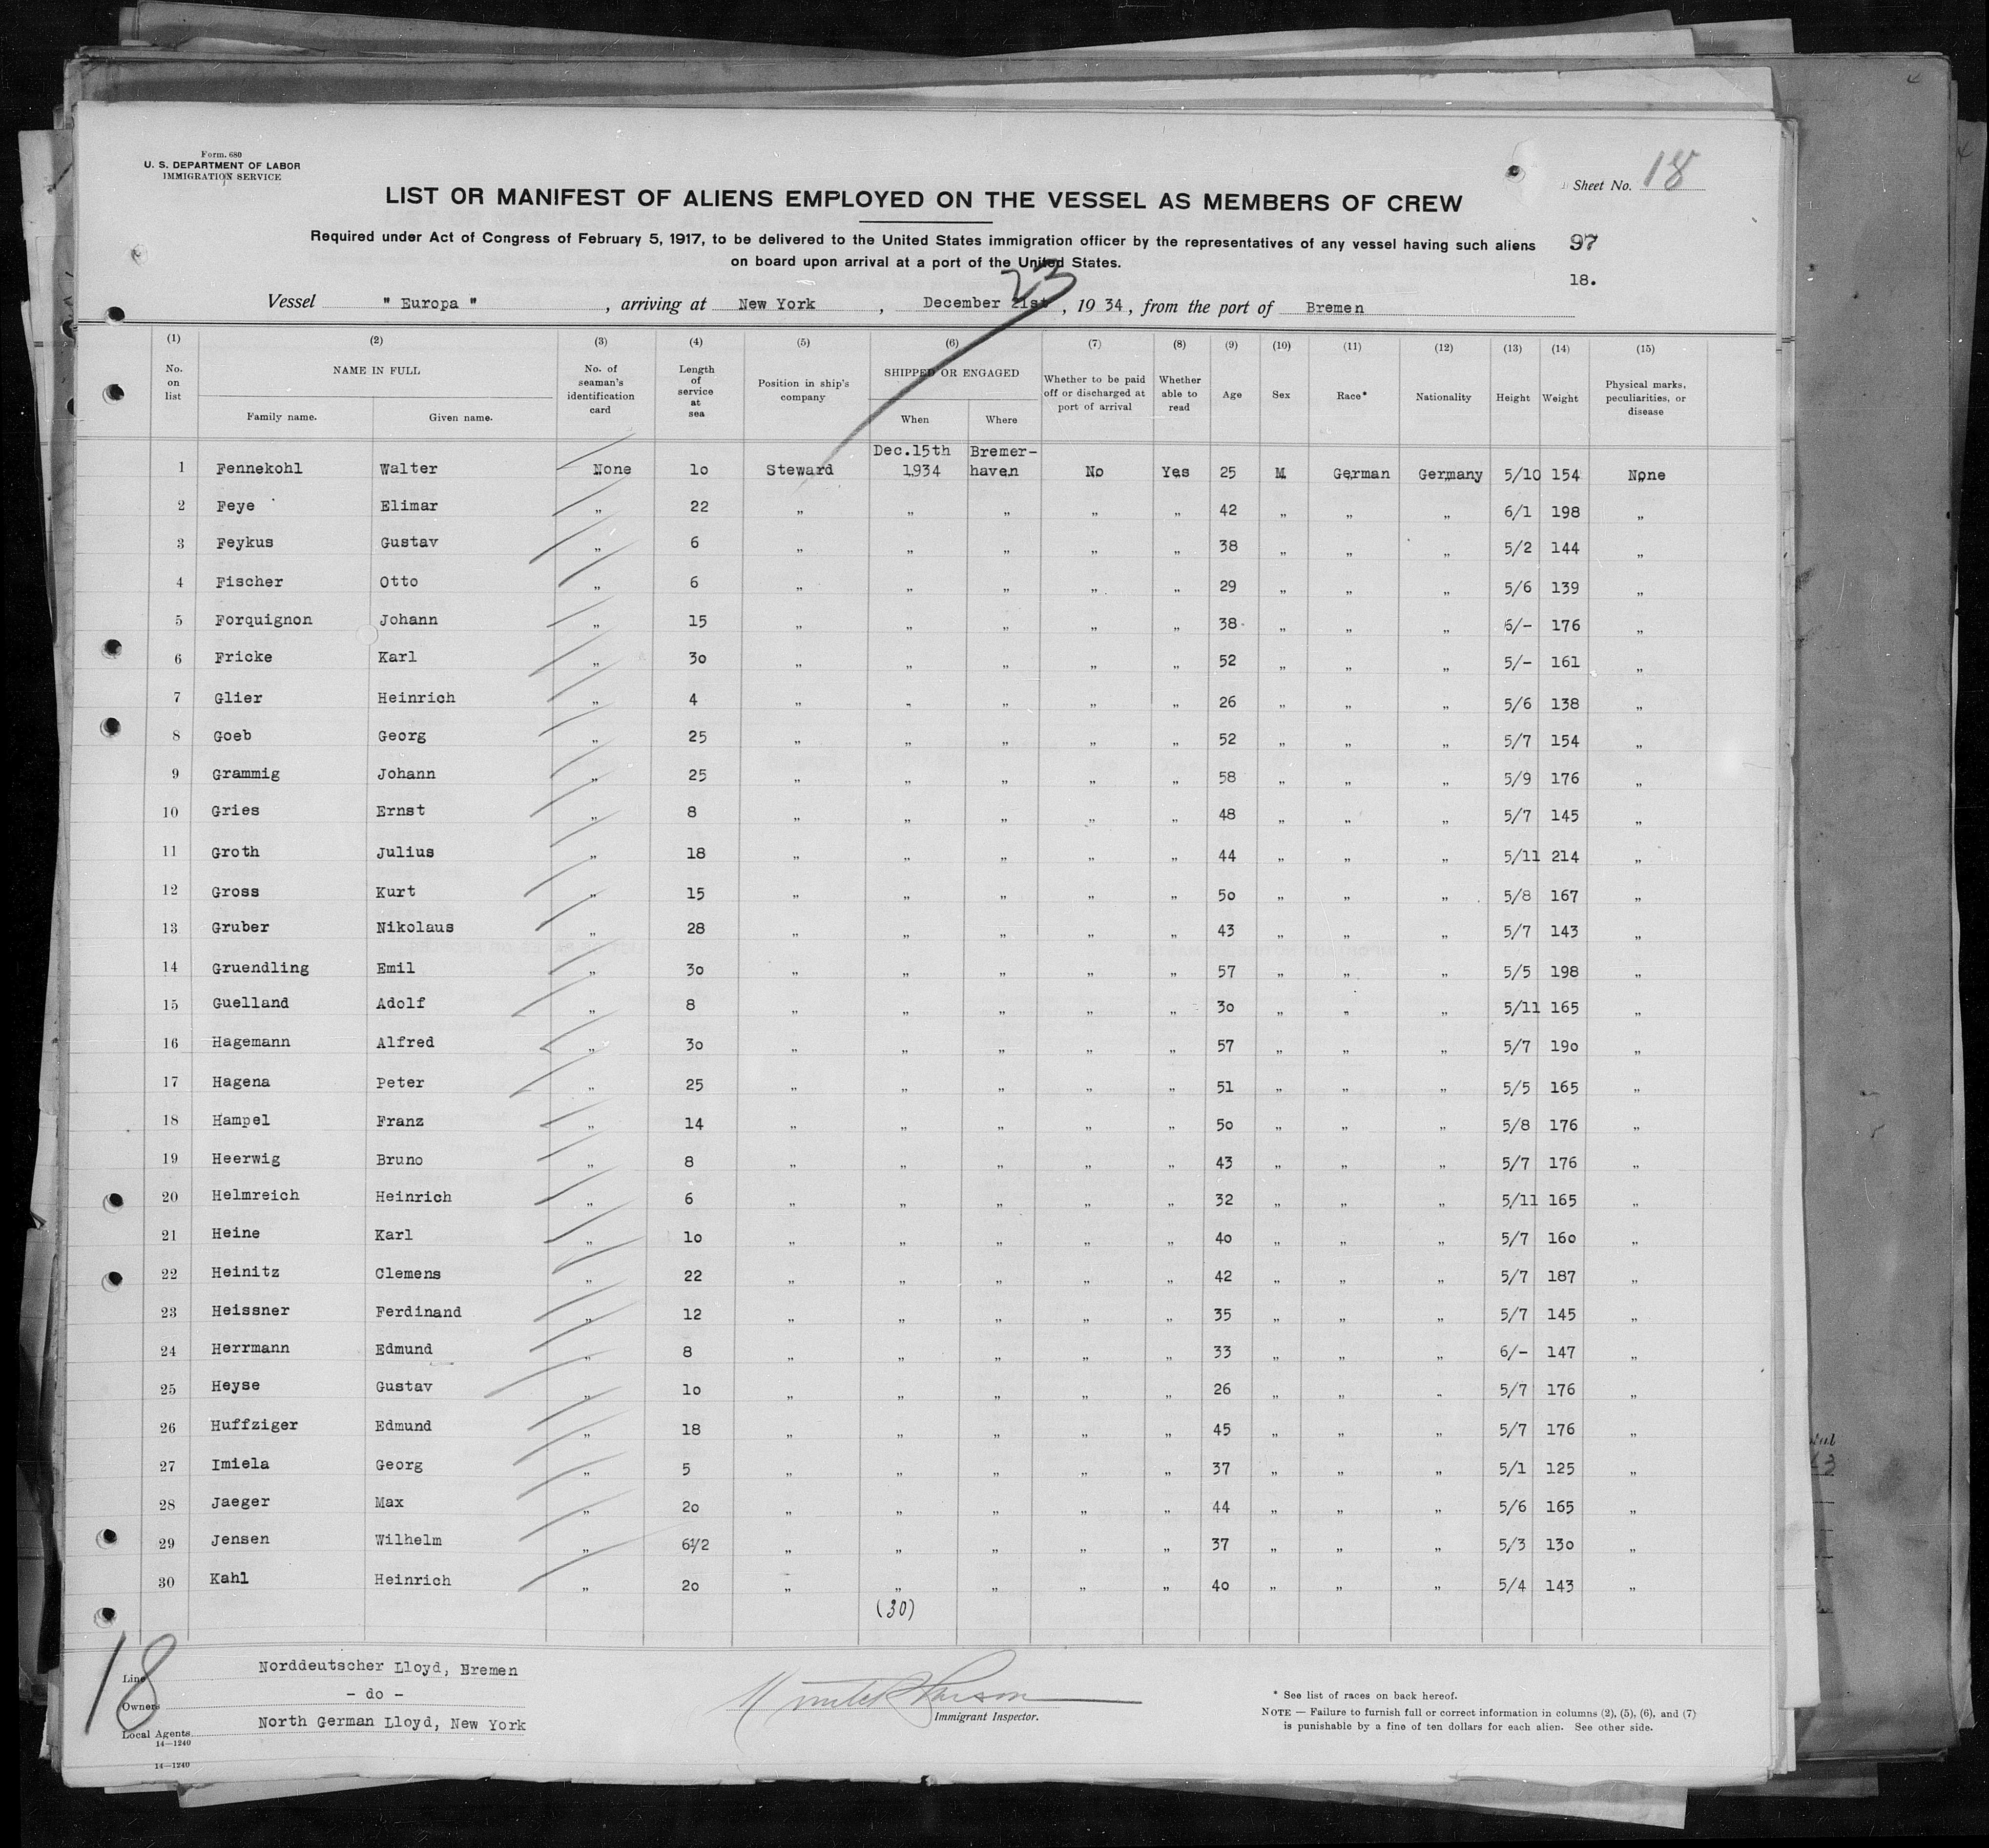 Form. 680
U. S. DEPARTMENT OF LABOR
IMMIGRATION SERVICE
Sheet No. 18
LIST OR MANIFEST OF ALIENS EMPLOYED ON THE VESSEL AS MEMBERS OF CREW
Required under Act of Congress of February 5, 1917, to be delivered to the United States immigration officer by the representatives of any vessel having such aliens
on board upon arrival at a port of the United States.
97
18.
23
Vessel " Europa " , arriving at New York , December 21st , 1934 , from the port of Bremen
(1) (2) (3) (4) (5) (6) (7) (8) (9) (10) (11) (12) (13) (14) (15)
No. on list NAME IN FULL Family name. Given name. No. of seaman's identification card Length of service at sea Position in ship's company SHIPPED OR ENGAGED When Where Whether to be paid off or discharged at port of arrival Whether able to read Age Sex Race* Nationality Height Weight Physical marks, peculiarities, or disease
1 Fennekohl Walter None 10 Steward Dec.15th 1934 Bremer-haven No Yes 25 M German Germany 5/10 154 None
2 Feye Elimar " 22 " " " " " 42 " " " 6/1 198 "
3 Feykus Gustav " 6 " " " " " 38 " " " 5/2 144 "
4 Fischer Otto " 6 " " " " " 29 " " " 5/6 139 "
5 Forquignon Johann " 15 " " " " " 38 " " " 6/- 176 "
6 Fricke Karl " 30 " " " " " 52 " " " 5/- 161 "
7 Glier Heinrich " 4 " " " " " 26 " " " 5/6 138 "
8 Goeb Georg " 25 " " " " " 52 " " " 5/7 154 "
9 Grammig Johann " 25 " " " " " 58 " " " 5/9 176 "
10 Gries Ernst " 8 " " " " " 48 " " " 5/7 145 "
11 Groth Julius " 18 " " " " " 44 " " " 5/11 214 "
12 Gross Kurt " 15 " " " " " 50 " " " 5/8 167 "
13 Gruber Nikolaus " 28 " " " " " 43 " " " 5/7 143 "
14 Gruendling Emil " 30 " " " " " 57 " " " 5/5 198 "
15 Guelland Adolf " 8 " " " " " 30 " " " 5/11 165 "
16 Hagemann Alfred " 30 " " " " " 57 " " " 5/7 190 "
17 Hagena Peter " 25 " " " " " 51 " " " 5/5 165 "
18 Hampel Franz " 14 " " " " " 50 " " " 5/8 176 "
19 Heerwig Bruno " 8 " " " " " 43 " " " 5/7 176 "
20 Helmreich Heinrich " 6 " " " " " 32 " " " 5/11 165 "
21 Heine Karl " 10 " " " " " 40 " " " 5/7 160 "
22 Heinitz Clemens " 22 " " " " " 42 " " " 5/7 187 "
23 Heissner Ferdinand " 12 " " " " " 35 " " " 5/7 145 "
24 Herrmann Edmund " 8 " " " " " 33 " " " 6/- 147 "
25 Heyse Gustav " 10 " " " " " 26 " " " 5/7 176 "
26 Huffziger Edmund " 18 " " " " " 45 " " " 5/7 176 "
27 Imiela Georg " 5 " " " " " 37 " " " 5/1 125 "
28 Jaeger Max " 20 " " " " " 44 " " " 5/6 165 "
29 Jensen Wilhelm " 6½ " " " " " 37 " " " 5/3 130 "
30 Kahl Heinrich " 20 " " " " " 40 " " " 5/4 143 "
(30)
18
Line Norddeutscher Lloyd, Bremen
Owners - do -
Local Agents North German Lloyd, New York
14—1240
14—1240
Immigrant Inspector.
* See list of races on back hereof.
NOTE — Failure to furnish full or correct information in columns (2), (5), (6), and (7)
is punishable by a fine of ten dollars for each alien. See other side.